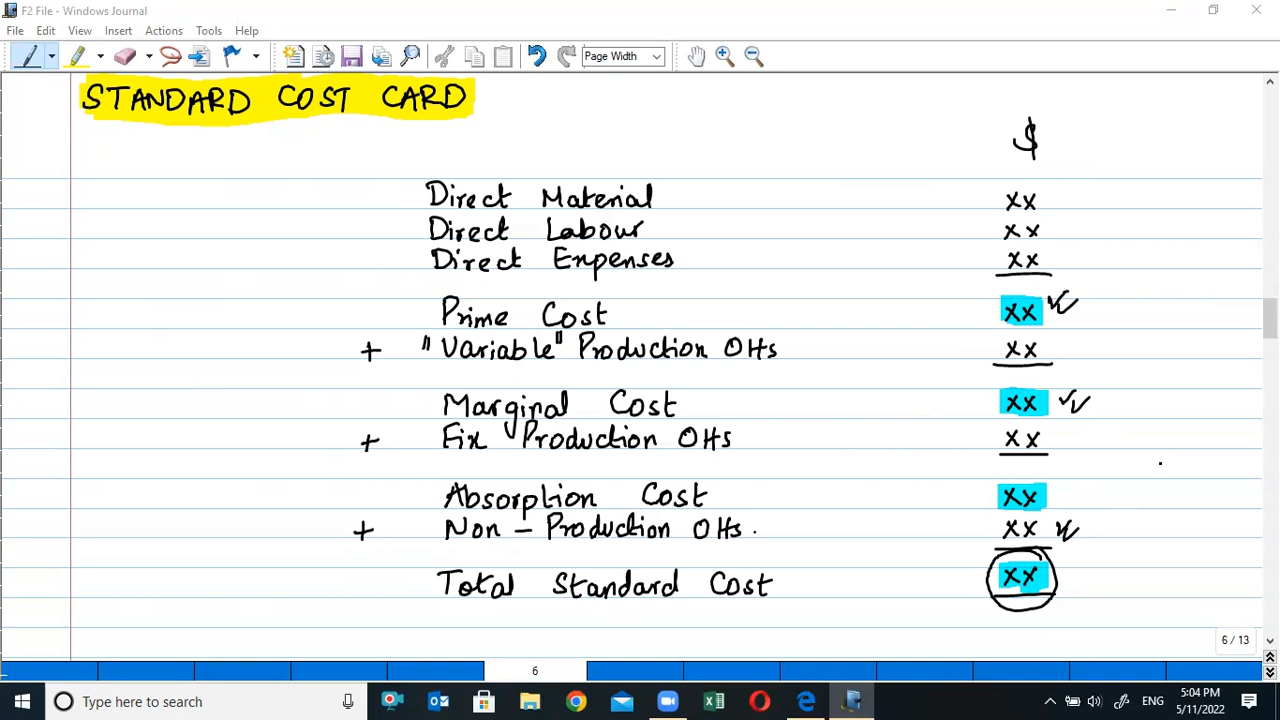 F2 File - Windows Journal
File Edit View Insert Actions Tools Help
Page Width
STANDARD COST CARD
$
Direct Material xx
Direct Labour xx
Direct Expenses xx
Prime Cost xx
+ "Variable" Production OHs xx
Marginal Cost xx
+ Fix Production OHs xx
Absorption Cost xx
+ Non - Production OHs xx
Total Standard Cost xx
6 / 13
6
Type here to search
ENG
5:04 PM
5/11/2022